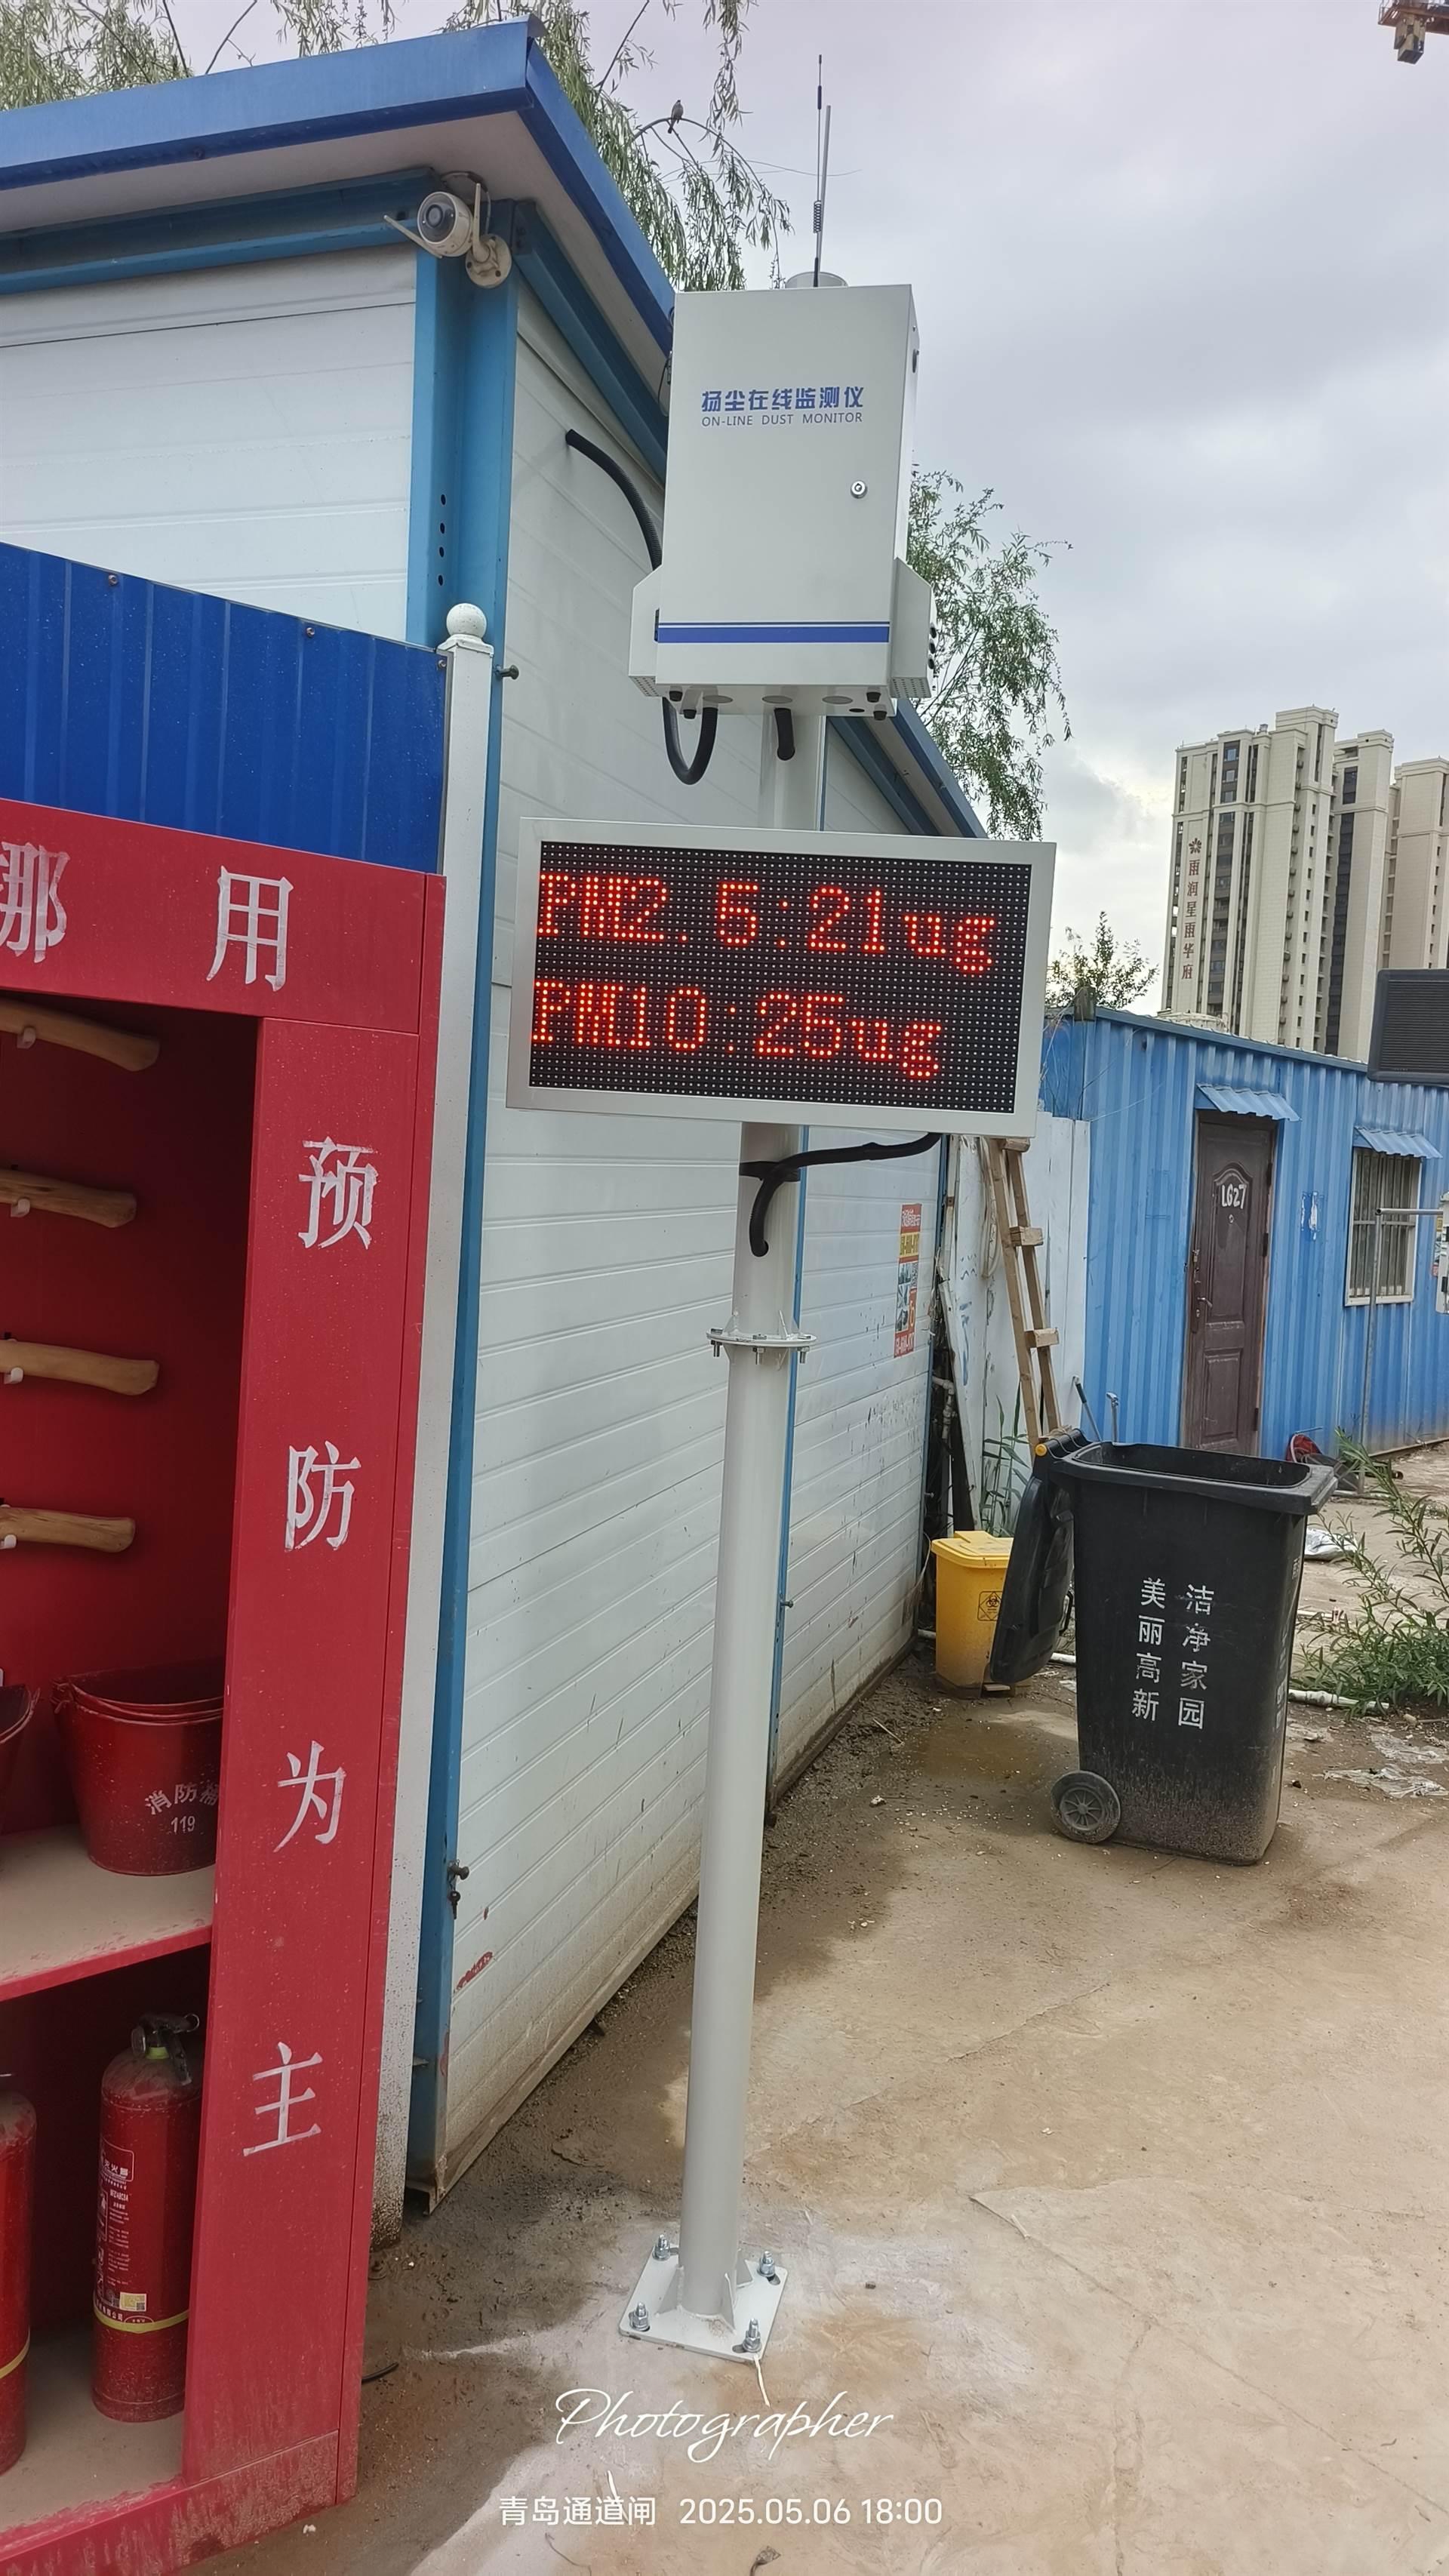 扬尘在线监测仪
ON-LINE DUST MONITOR
PM2.5:21ug
PM10:25ug
挪用
预防为主
消防桶
119
雨润星雨华府
LG27
美丽高新
洁净家园
Photographer
青岛通道闸 2025.05.06 18:00